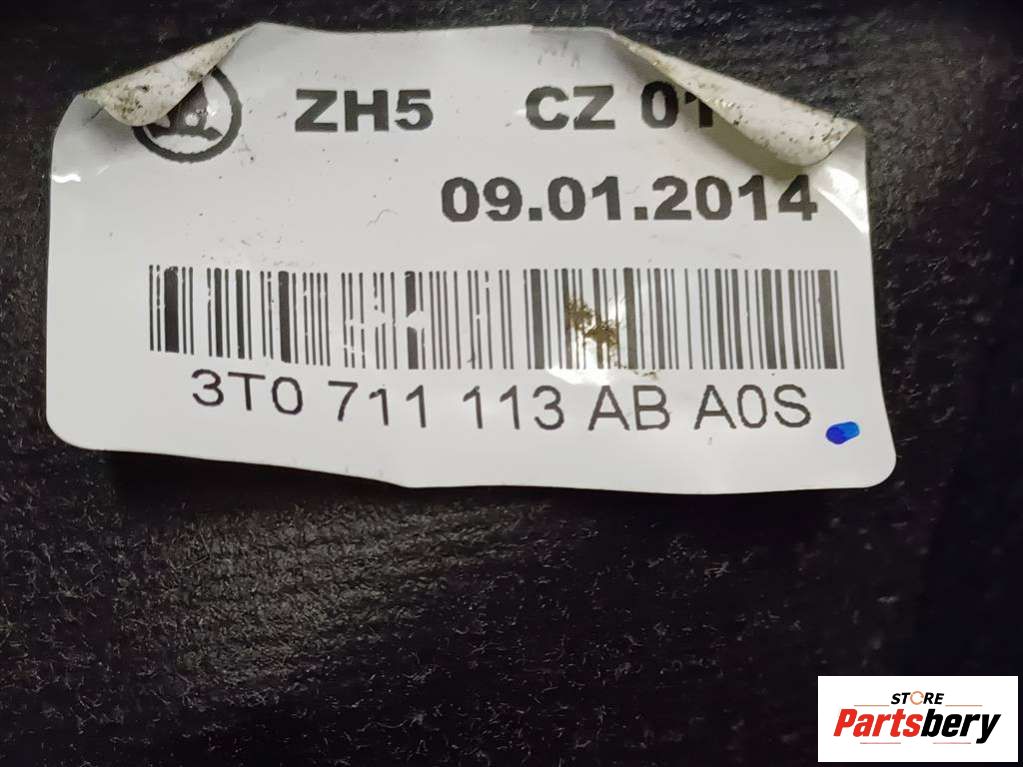 ZH5 CZ 01
09.01.2014
3T0 711 113 AB A0S
STORE
Partsbery